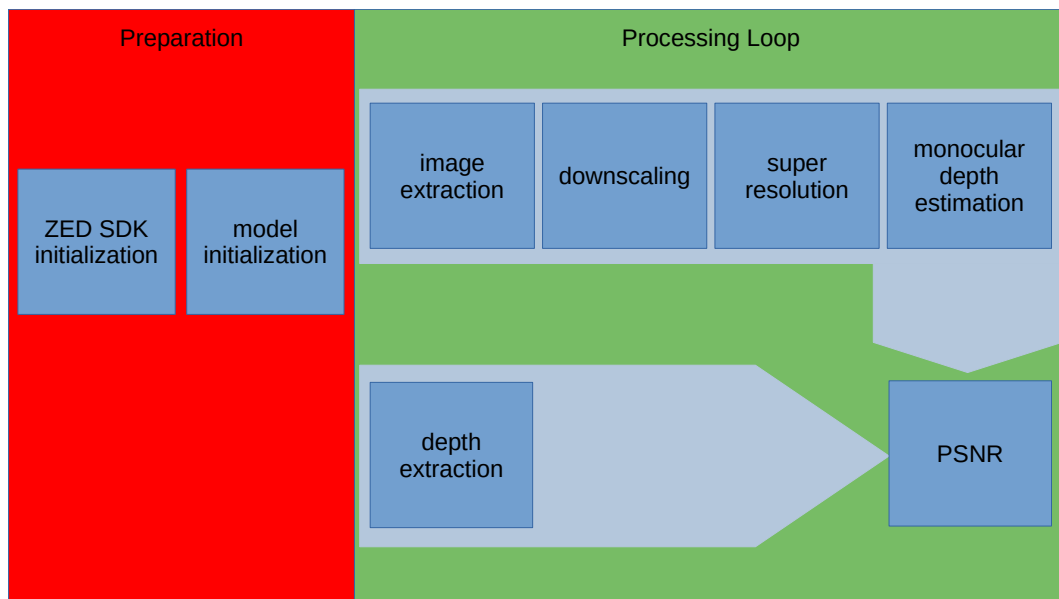 Preparation
Processing Loop
ZED SDK
initialization
model
initialization
image
extraction
downscaling
super
resolution
monocular
depth
estimation
depth
extraction
PSNR